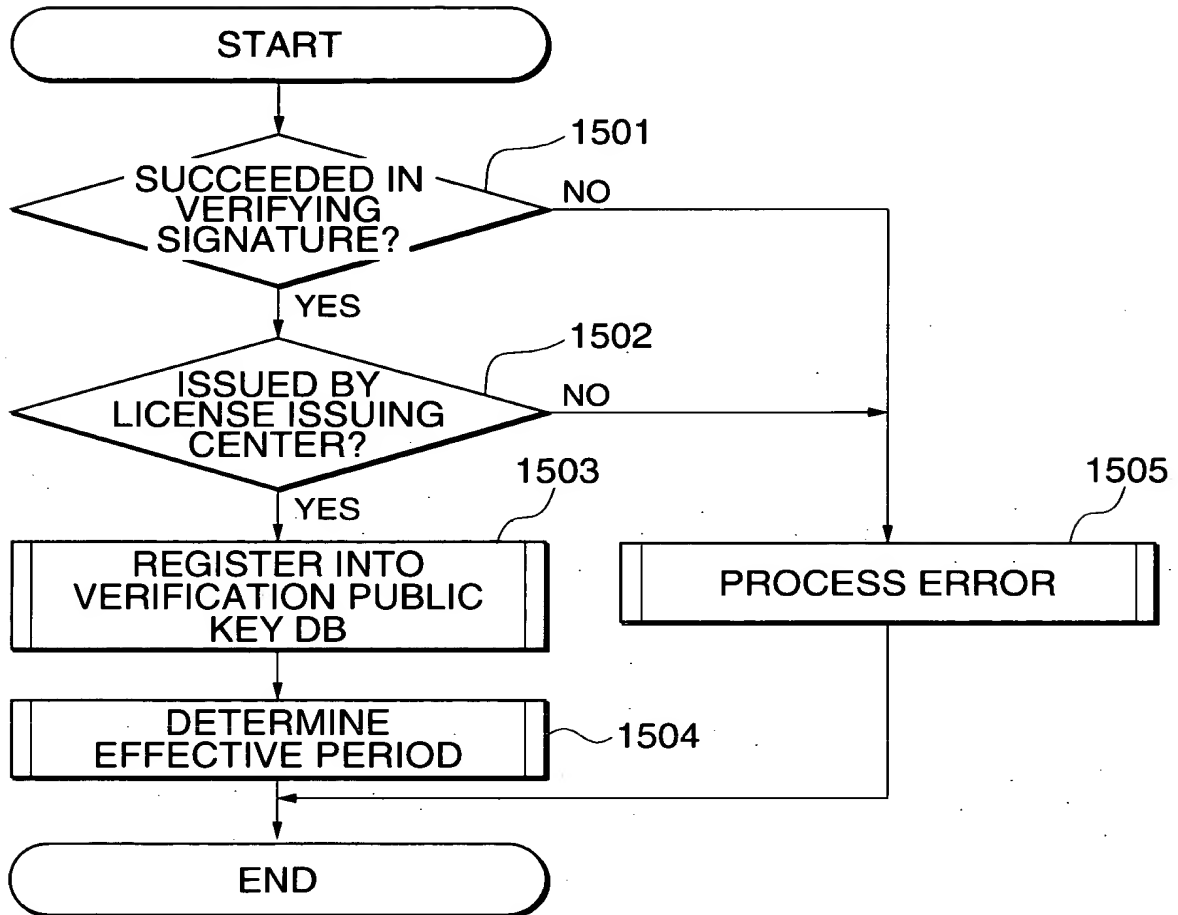 START
1501
SUCCEEDED IN
VERIFYING
SIGNATURE?
NO
YES
1502
ISSUED BY
LICENSE ISSUING
CENTER?
NO
YES
1503
REGISTER INTO
VERIFICATION PUBLIC
KEY DB
1505
PROCESS ERROR
DETERMINE
EFFECTIVE PERIOD
1504
END